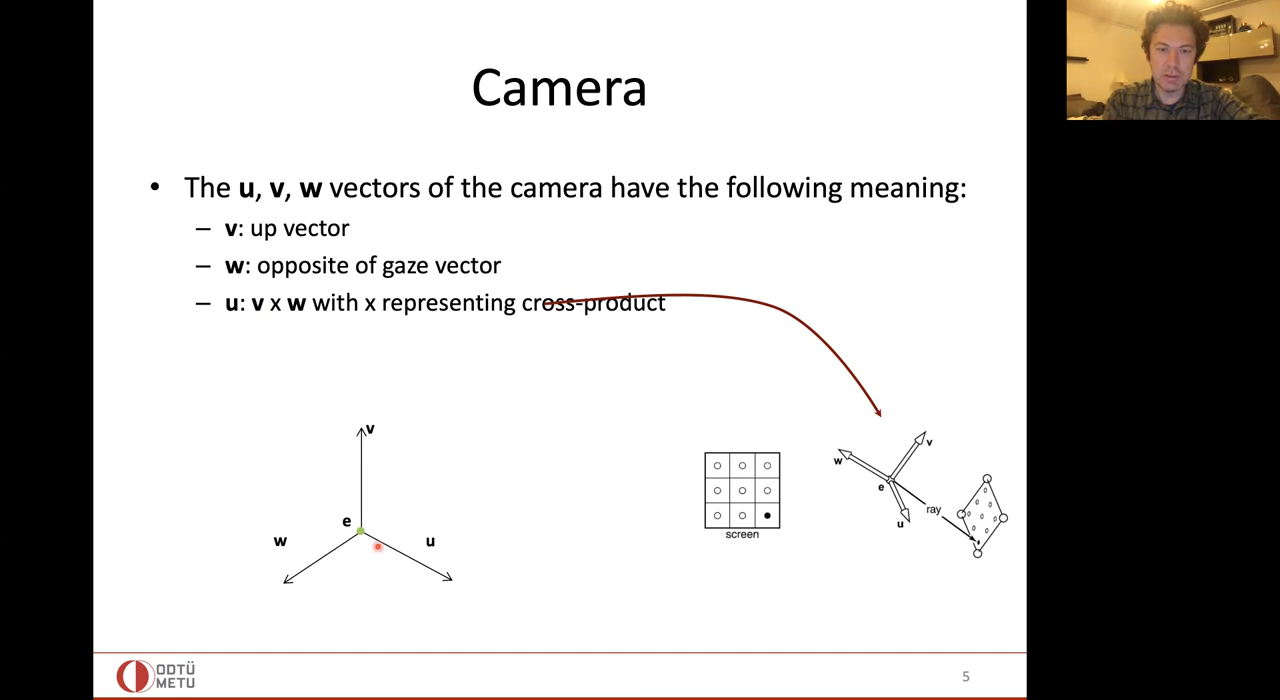 Camera
• The u, v, w vectors of the camera have the following meaning:
– v: up vector
– w: opposite of gaze vector
– u: v x w with x representing cross-product
v
e
w
u
screen
w
v
e
u
ray
ODTÜ
METU
5